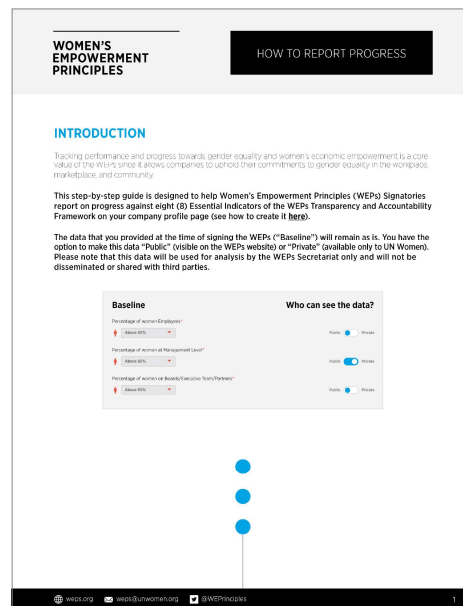 WOMEN'S
EMPOWERMENT
PRINCIPLES
HOW TO REPORT PROGRESS
INTRODUCTION
Tracking performance and progress towards gender equality and women's economic empowerment is a core
value of the WEPs since it allows companies to uphold their commitments to gender equality in the workplace,
marketplace, and community.
This step-by-step guide is designed to help Women's Empowerment Principles (WEPs) Signatories
report on progress against eight (8) Essential Indicators of the WEPs Transparency and Accountability
Framework on your company profile page (see how to create it here).
The data that you provided at the time of signing the WEPs ("Baseline") will remain as is. You have the
option to make this data "Public" (visible on the WEPs website) or "Private" (available only to UN Women).
Please note that this data will be used for analysis by the WEPs Secretariat only and will not be
disseminated or shared with third parties.
Baseline Who can see the data?
Percentage of women Employees*
Above 60% Public Private
Percentage of women at Management Level*
Above 60% Public Private
Percentage of women on Boards/Executive Team/Partners*
Above 60% Public Private
weps.org weps@unwomen.org @WEPrinciples 1